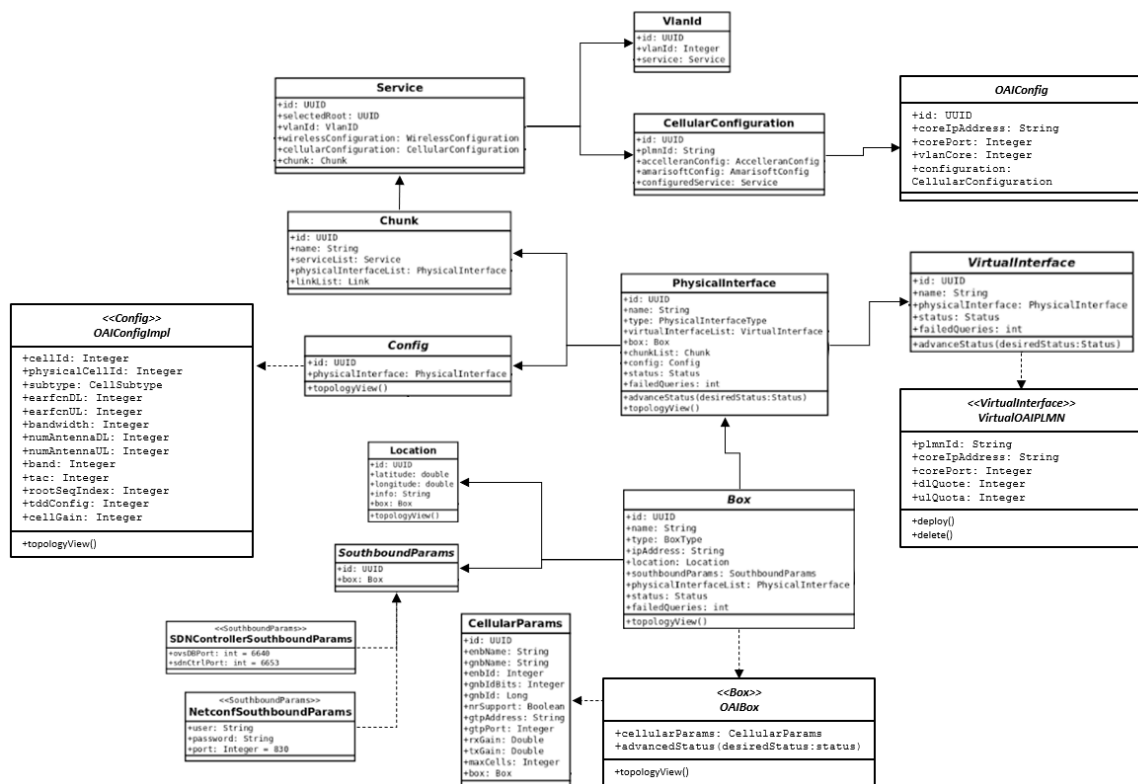 VlanId
+id: UUID
+vlanId: Integer
+service: Service
Service
+id: UUID
+selectedRoot: UUID
+vlanId: VlanID
+wirelessConfiguration: WirelessConfiguration
+cellularConfiguration: CellularConfiguration
+chunk: Chunk
CellularConfiguration
+id: UUID
+plmnId: String
+accelleranConfig: AccelleranConfig
+amarisoftConfig: AmarisoftConfig
+configuredService: Service
OAIConfig
+id: UUID
+coreIpAddress: String
+corePort: Integer
+vlanCore: Integer
+configuration:
CellularConfiguration
Chunk
+id: UUID
+name: String
+serviceList: Service
+physicalInterfaceList: PhysicalInterface
+linkList: Link
PhysicalInterface
+id: UUID
+name: String
+type: PhysicalInterfaceType
+virtualInterfaceList: VirtualInterface
+box: Box
+chunkList: Chunk
+config: Config
+status: Status
+failedQueries: int
+advanceStatus(desiredStatus:Status)
+topologyView()
VirtualInterface
+id: UUID
+name: String
+physicalInterface: PhysicalInterface
+status: Status
+failedQueries: int
+advanceStatus(desiredStatus:Status)
<<Config>>
OAIConfigImpl
+cellId: Integer
+physicalCellId: Integer
+subtype: CellSubtype
+earfcnDL: Integer
+earfcnUL: Integer
+bandwidth: Integer
+numAntennaDL: Integer
+numAntennaUL: Integer
+band: Integer
+tac: Integer
+rootSeqIndex: Integer
+tddConfig: Integer
+cellGain: Integer
+topologyView()
Config
+id: UUID
+physicalInterface: PhysicalInterface
+topologyView()
<<VirtualInterface>>
VirtualOAIPLMN
+plmnId: String
+coreIpAddress: String
+corePort: Integer
+dlQuote: Integer
+ulQuota: Integer
+deploy()
+delete()
Location
+id: UUID
+latitude: double
+longitude: double
+info: String
+box: Box
+topologyView()
Box
+id: UUID
+name: String
+type: BoxType
+ipAddress: String
+location: Location
+southboundParams: SouthboundParams
+physicalInterfaceList: PhysicalInterface
+status: Status
+failedQueries: int
+topologyView()
SouthboundParams
+id: UUID
+box: Box
<<SouthboundParams>>
SDNControllerSouthboundParams
+ovsDBPort: int = 6640
+sdnCtrlPort: int = 6653
<<SouthboundParams>>
NetconfSouthboundParams
+user: String
+password: String
+port: Integer = 830
CellularParams
+id: UUID
+enbName: String
+gnbName: String
+enbId: Integer
+gnbIdBits: Integer
+gnbId: Long
+nrSupport: Boolean
+gtpAddress: String
+gtpPort: Integer
+rxGain: Double
+txGain: Double
+maxCells: Integer
+box: Box
<<Box>>
OAIBox
+cellularParams: CellularParams
+advancedStatus(desiredStatus:status)
+topologyView()